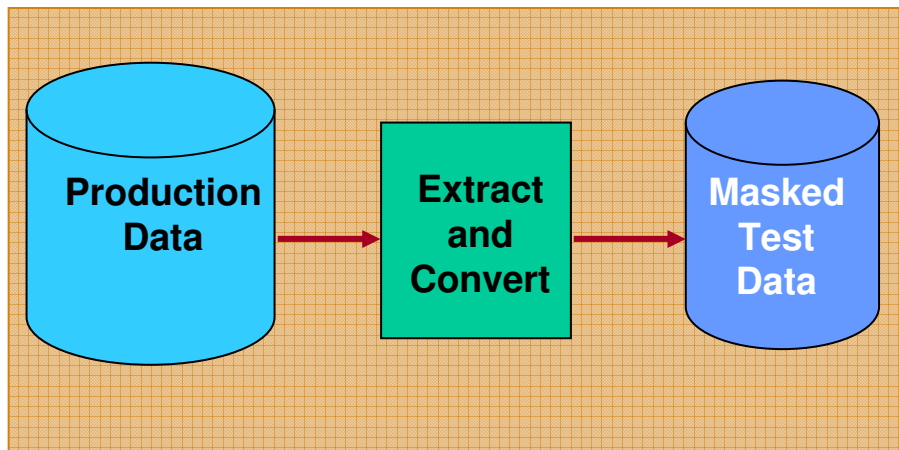 Production
Data
Extract
and
Convert
Masked
Test
Data